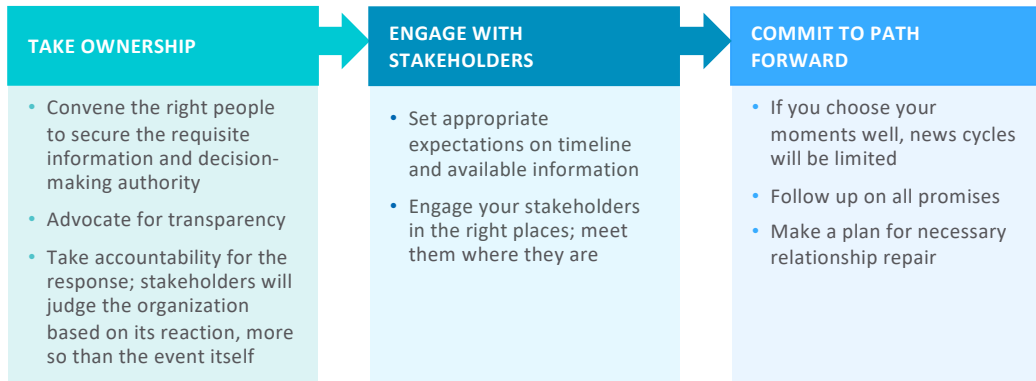 TAKE OWNERSHIP
• Convene the right people
to secure the requisite
information and decision-
making authority
• Advocate for transparency
• Take accountability for the
response; stakeholders will
judge the organization
based on its reaction, more
so than the event itself
ENGAGE WITH
STAKEHOLDERS
• Set appropriate
expectations on timeline
and available information
• Engage your stakeholders
in the right places; meet
them where they are
COMMIT TO PATH
FORWARD
• If you choose your
moments well, news cycles
will be limited
• Follow up on all promises
• Make a plan for necessary
relationship repair